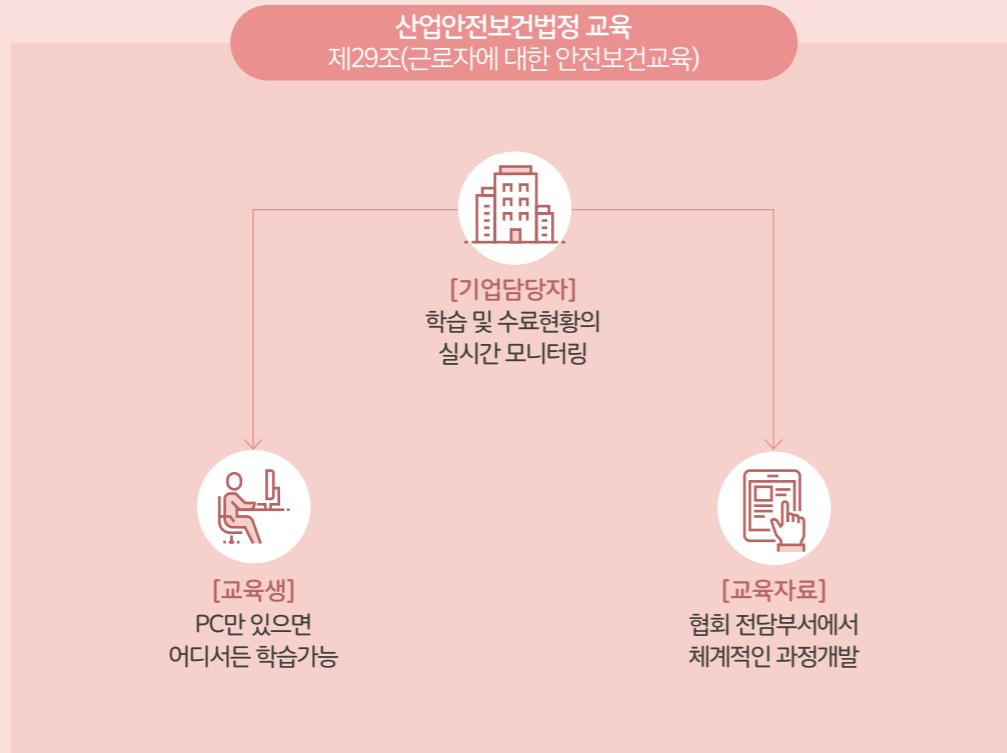 산업안전보건법정 교육
제29조(근로자에 대한 안전보건교육)
[기업담당자]
학습 및 수료현황의
실시간 모니터링
[교육생]
PC만 있으면
어디서든 학습가능
[교육자료]
협회 전담부서에서
체계적인 과정개발